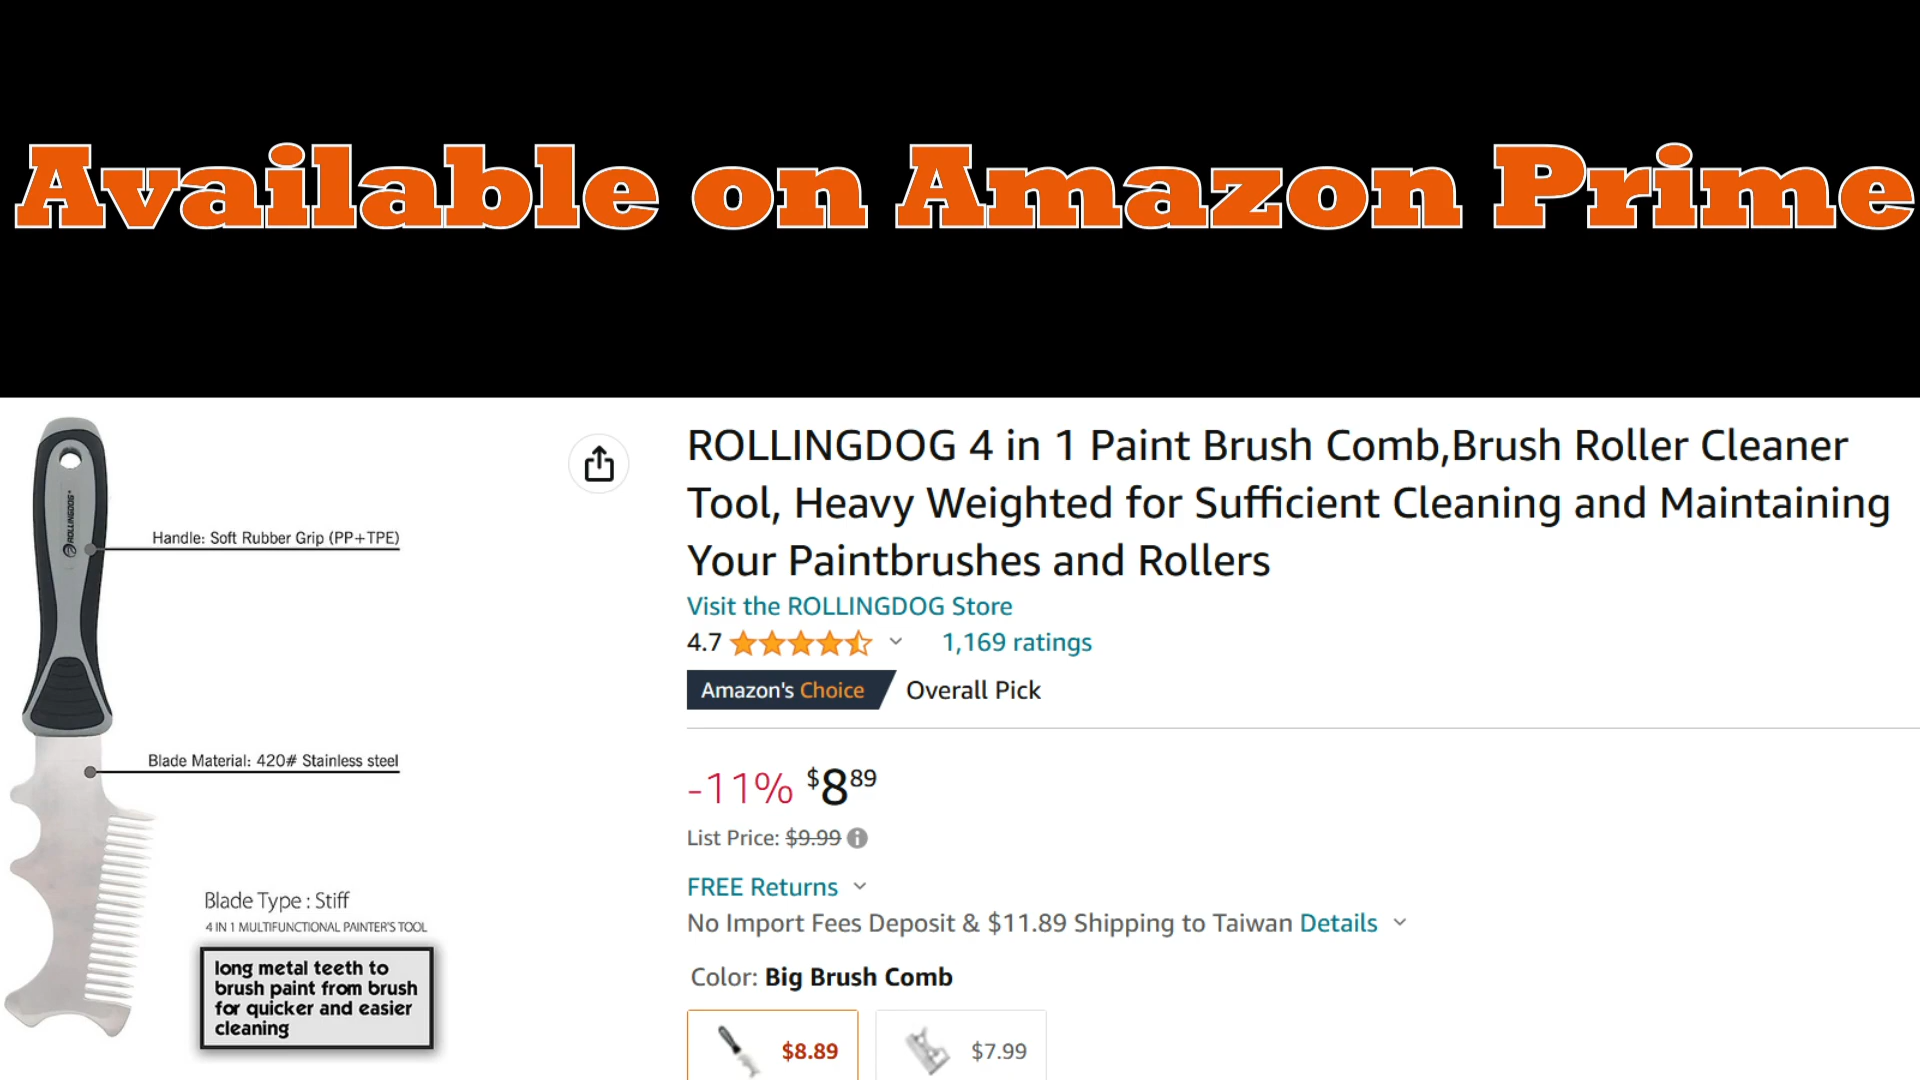 Available on Amazon Prime
ROLLINGDOG
Handle: Soft Rubber Grip (PP+TPE)
Blade Material: 420# Stainless steel
Blade Type : Stiff
4 IN 1 MULTIFUNCTIONAL PAINTER'S TOOL
long metal teeth to
brush paint from brush
for quicker and easier
cleaning
ROLLINGDOG 4 in 1 Paint Brush Comb,Brush Roller Cleaner
Tool, Heavy Weighted for Sufficient Cleaning and Maintaining
Your Paintbrushes and Rollers
Visit the ROLLINGDOG Store
4.7 1,169 ratings
Amazon's Choice Overall Pick
-11% $889
List Price: $9.99
FREE Returns
No Import Fees Deposit & $11.89 Shipping to Taiwan Details
Color: Big Brush Comb
$8.89 $7.99